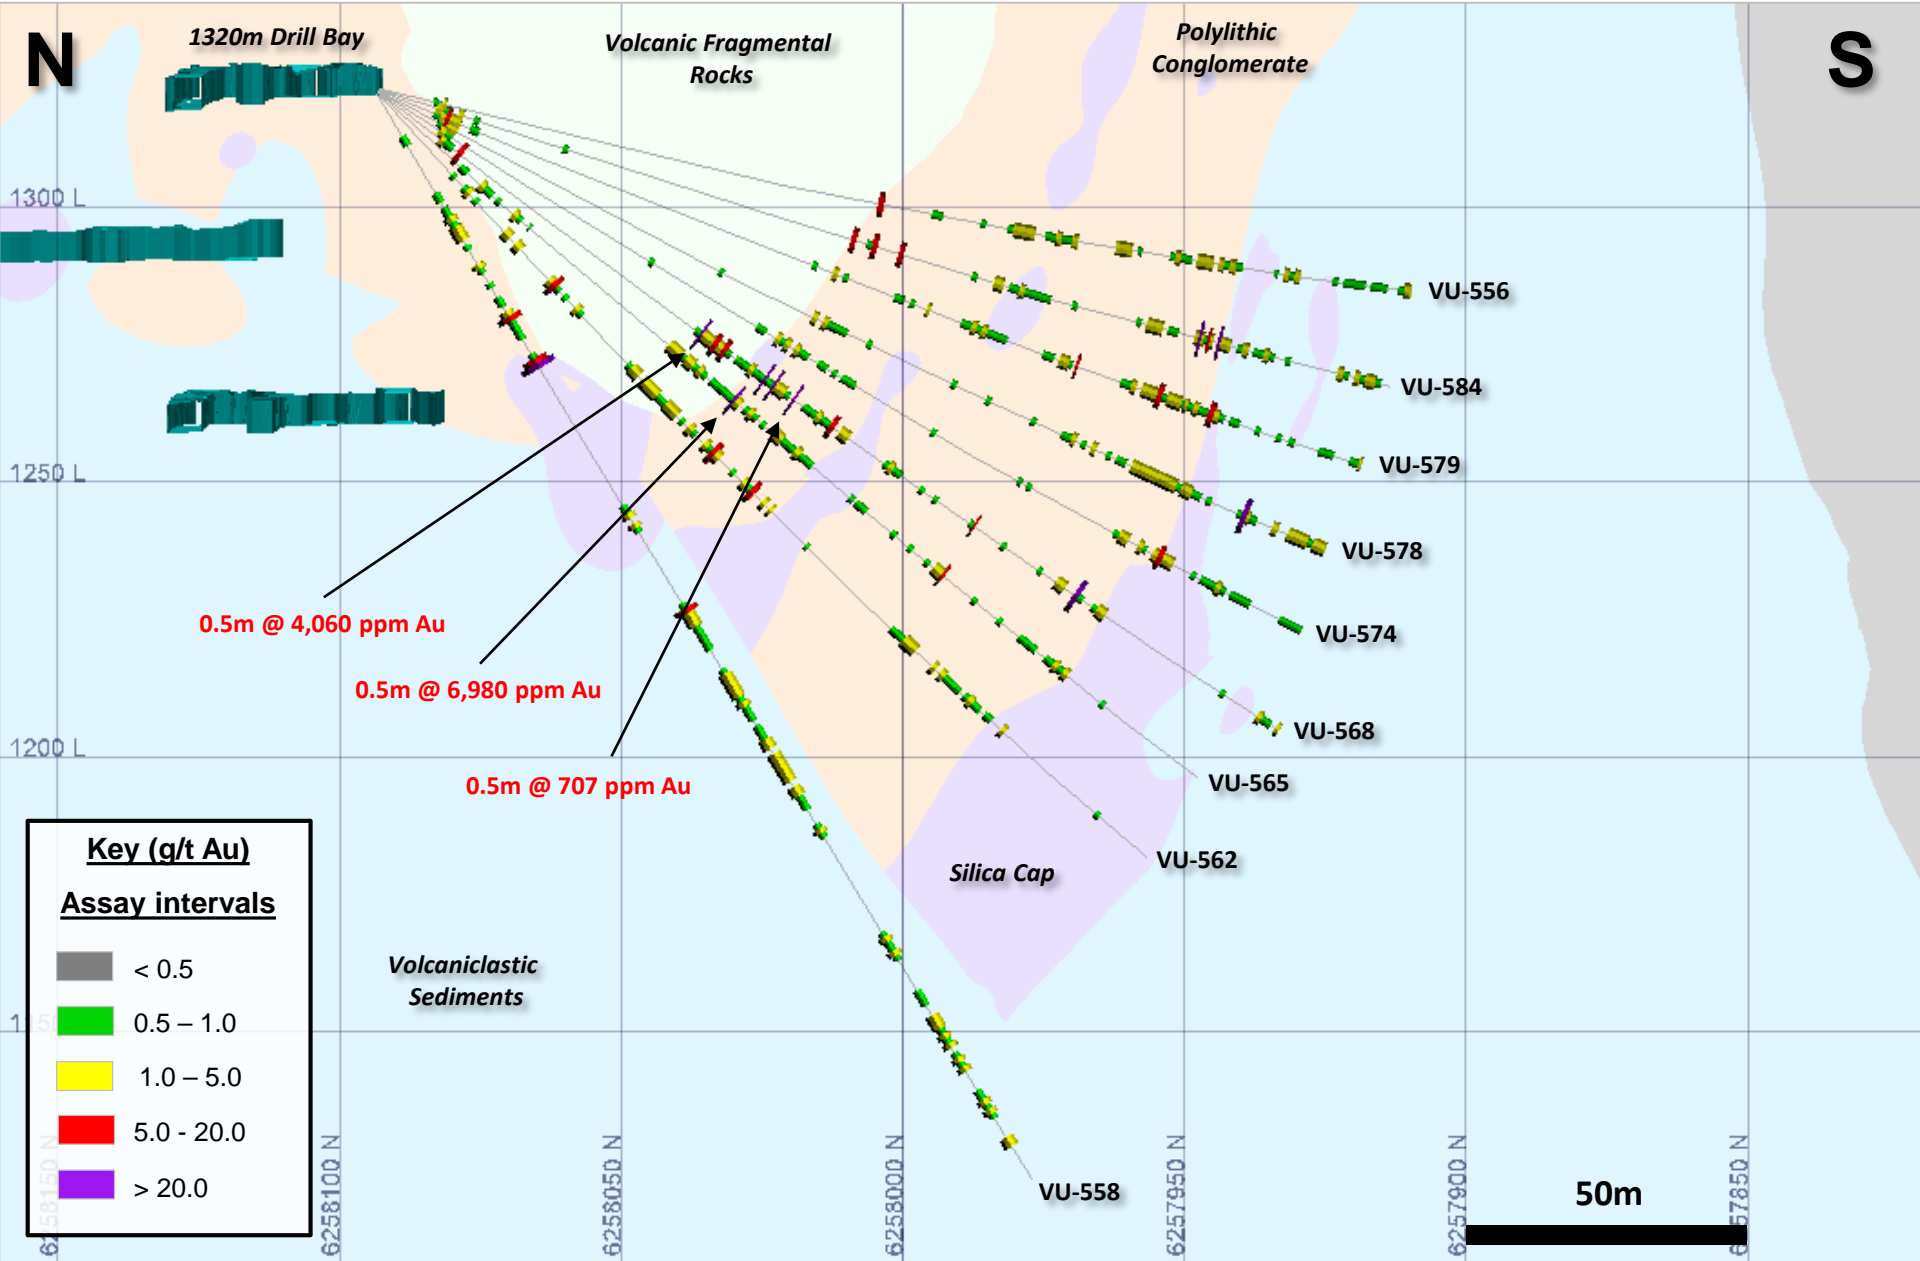 N
1320m Drill Bay
Volcanic Fragmental
Rocks
Polylithic
Conglomerate
S
1300 L
VU-556
VU-584
VU-579
1250 L
VU-578
0.5m @ 4,060 ppm Au
VU-574
0.5m @ 6,980 ppm Au
VU-568
1200 L
0.5m @ 707 ppm Au
VU-565
VU-562
Silica Cap
Key (g/t Au)
Assay intervals
< 0.5
0.5 – 1.0
1.0 – 5.0
5.0 - 20.0
> 20.0
Volcaniclastic
Sediments
1150
VU-558
50m
6258150 N
6258100 N
6258050 N
6258000 N
6257950 N
6257900 N
6257850 N